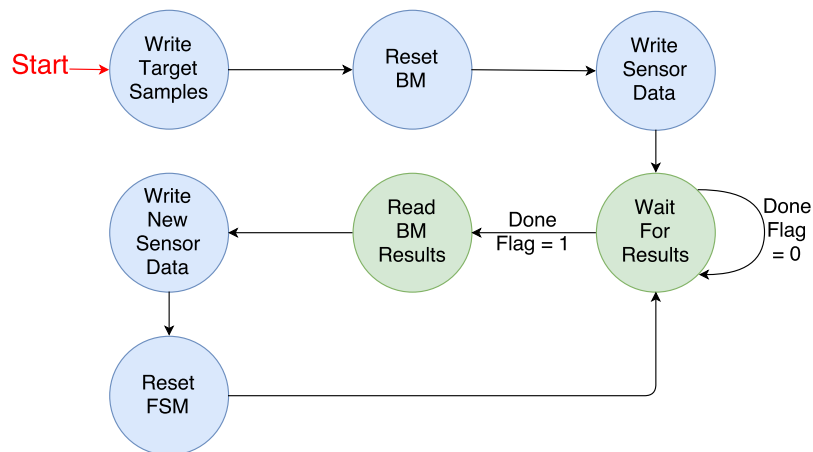 Start
Write
Target
Samples
Reset
BM
Write
Sensor
Data
Write
New
Sensor
Data
Read
BM
Results
Done
Flag = 1
Wait
For
Results
Done
Flag
= 0
Reset
FSM